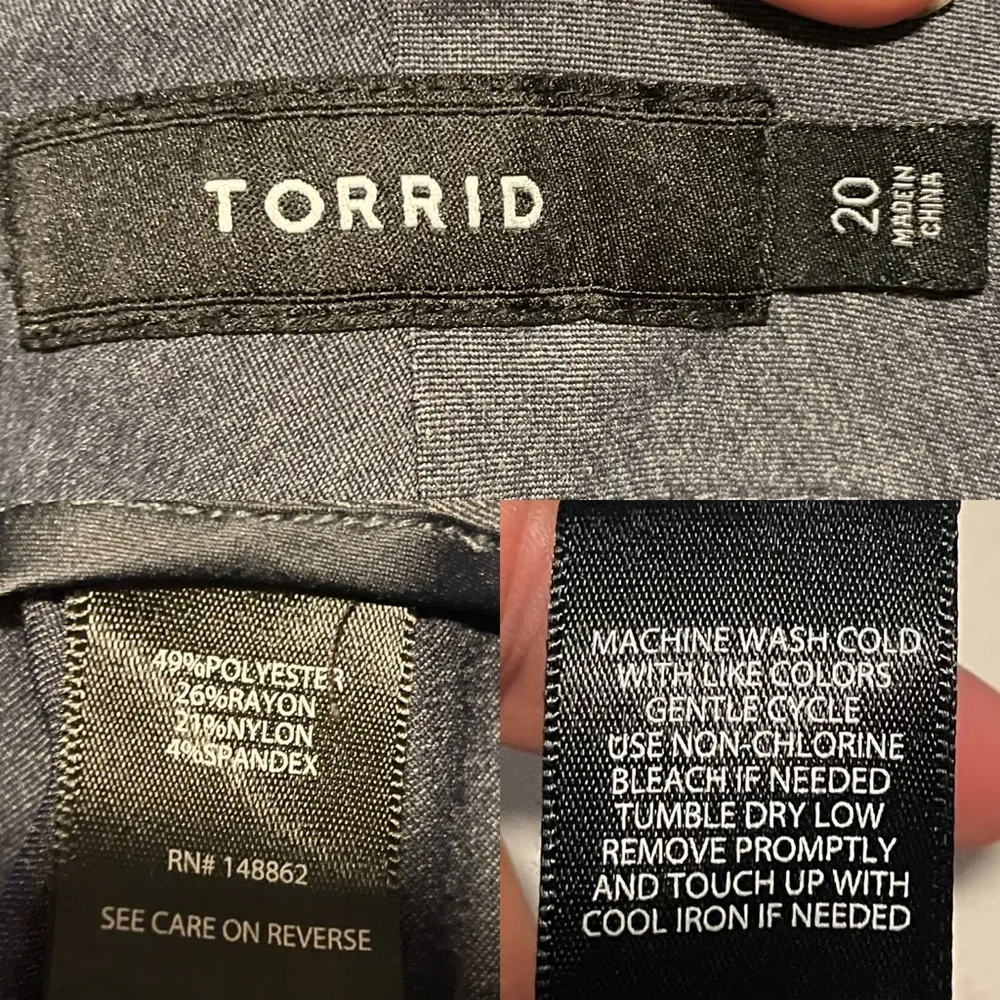 TORRID
20
MADE IN
CHINA
49%POLYESTER
26%RAYON
21%NYLON
4%SPANDEX
RN# 148862
SEE CARE ON REVERSE
MACHINE WASH COLD
WITH LIKE COLORS
GENTLE CYCLE
USE NON-CHLORINE
BLEACH IF NEEDED
TUMBLE DRY LOW
REMOVE PROMPTLY
AND TOUCH UP WITH
COOL IRON IF NEEDED